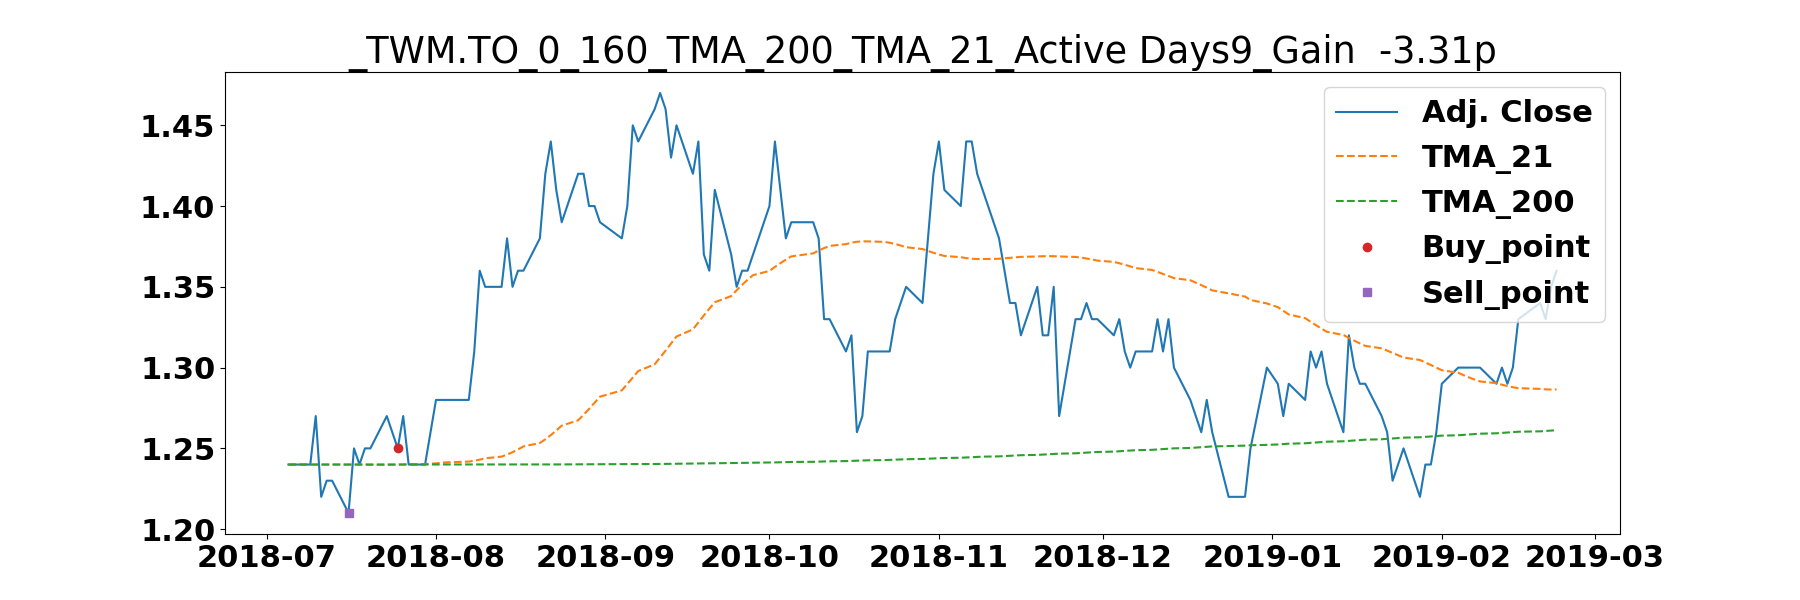 _TWM.TO_0_160_TMA_200_TMA_21_Active Days9_Gain  -3.31p
Adj. Close
TMA_21
TMA_200
Buy_point
Sell_point
1.45
1.40
1.35
1.30
1.25
1.20
2018-07 2018-08 2018-09 2018-10 2018-11 2018-12 2019-01 2019-02 2019-03